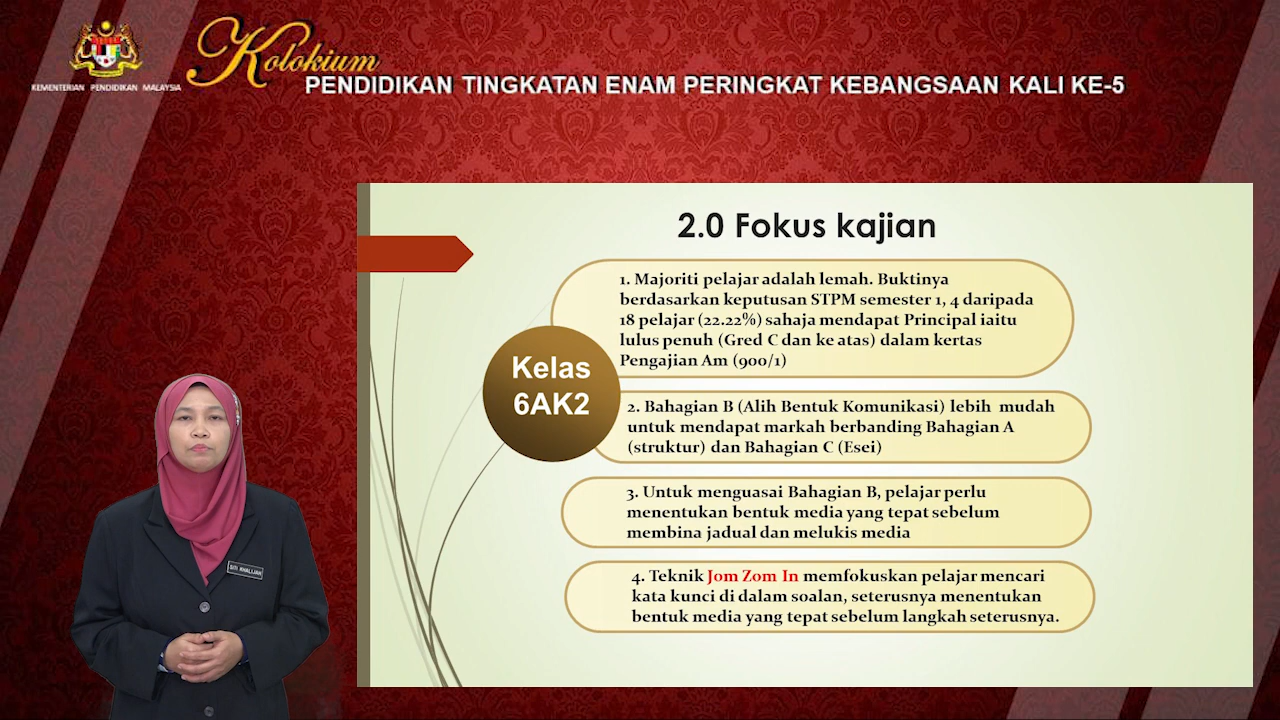 Kolokium
KEMENTERIAN PENDIDIKAN MALAYSIA
PENDIDIKAN TINGKATAN ENAM PERINGKAT KEBANGSAAN KALI KE-5
2.0 Fokus kajian
Kelas
6AK2
1. Majoriti pelajar adalah lemah. Buktinya
berdasarkan keputusan STPM semester 1, 4 daripada
18 pelajar (22.22%) sahaja mendapat Principal iaitu
lulus penuh (Gred C dan ke atas) dalam kertas
Pengajian Am (900/1)
2. Bahagian B (Alih Bentuk Komunikasi) lebih mudah
untuk mendapat markah berbanding Bahagian A
(struktur) dan Bahagian C (Esei)
3. Untuk menguasai Bahagian B, pelajar perlu
menentukan bentuk media yang tepat sebelum
membina jadual dan melukis media
4. Teknik Jom Zom In memfokuskan pelajar mencari
kata kunci di dalam soalan, seterusnya menentukan
bentuk media yang tepat sebelum langkah seterusnya.
SITI KHALIJAH